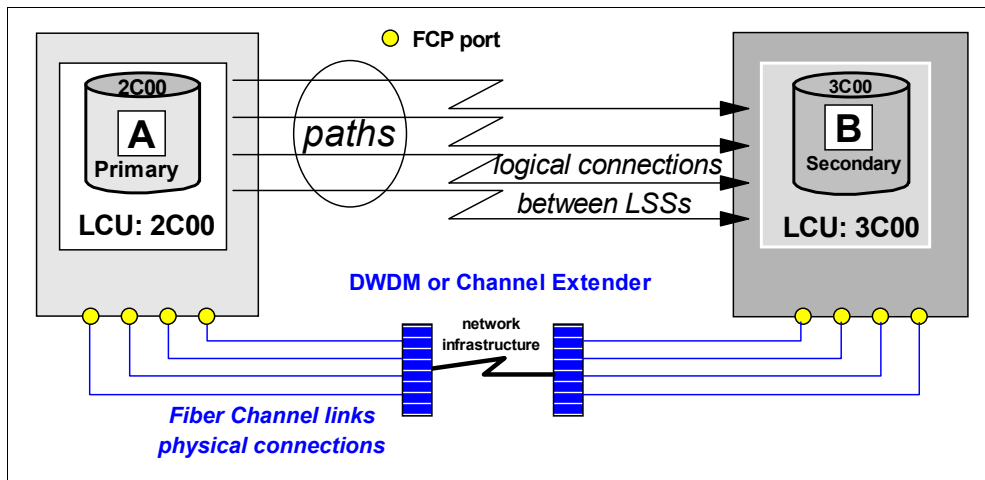 FCP port
2C00
A
Primary
LCU: 2C00
paths
logical connections
between LSSs
3C00
B
Secondary
LCU: 3C00
DWDM or Channel Extender
network
infrastructure
Fiber Channel links
physical connections